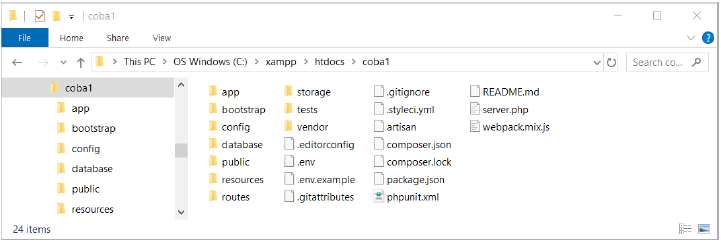 coba1
File Home Share View
This PC OS Windows (C:) xampp htdocs coba1 Search co...
coba1
app
bootstrap
config
database
public
resources
app storage .gitignore README.md
bootstrap tests .styleci.yml server.php
config vendor artisan webpack.mix.js
database .editorconfig composer.json
public .env composer.lock
resources .env.example package.json
routes .gitattributes phpunit.xml
24 items